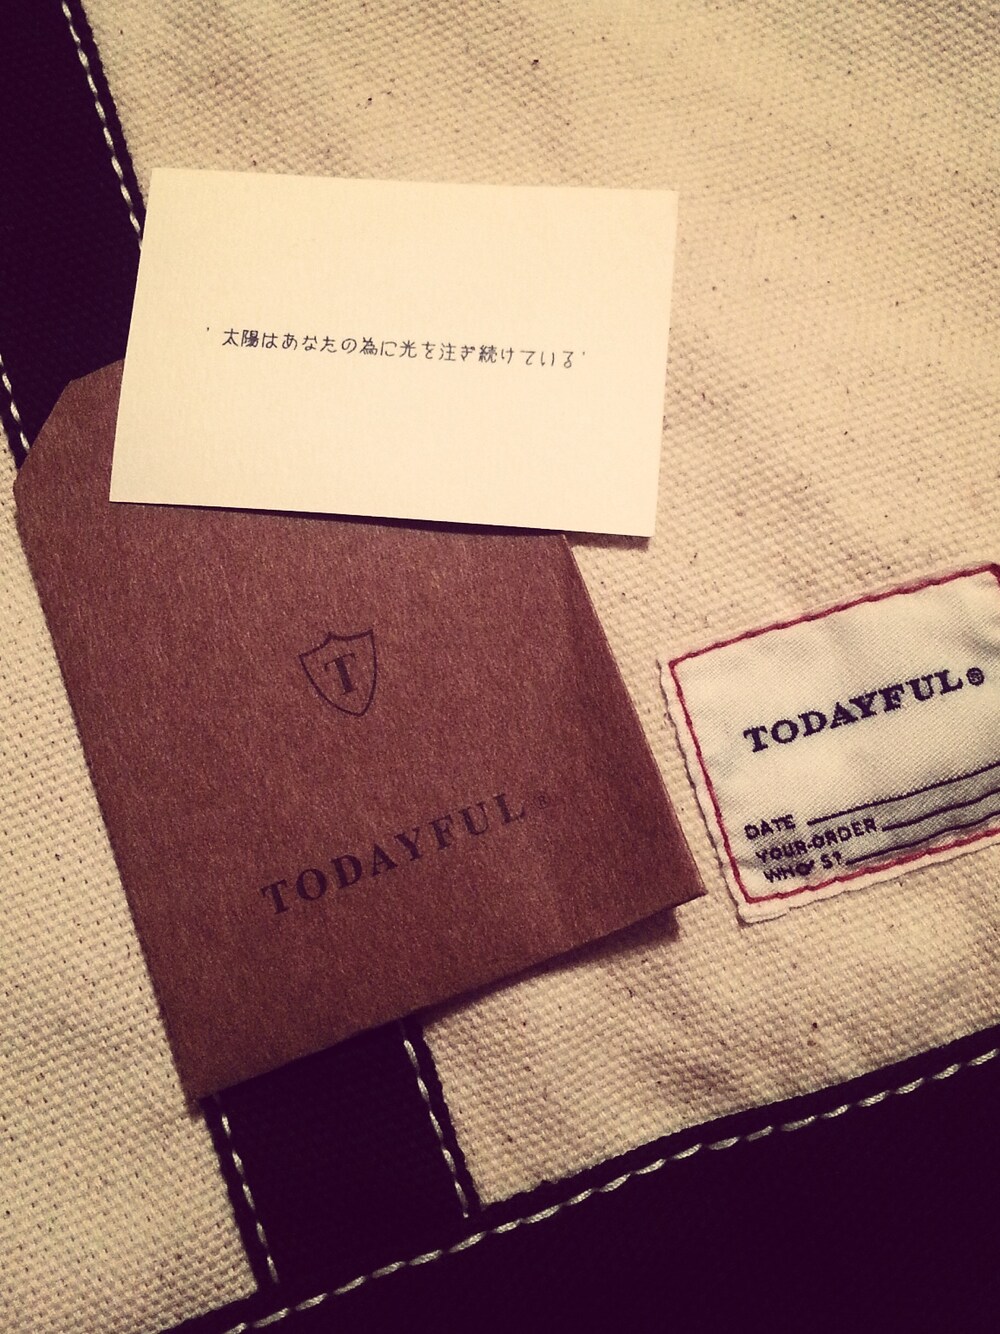 ' 太陽はあなたの為に光を注ぎ続けている '
T
TODAYFUL®
TODAYFUL®
DATE
YOUR-ORDER
WHO' S?